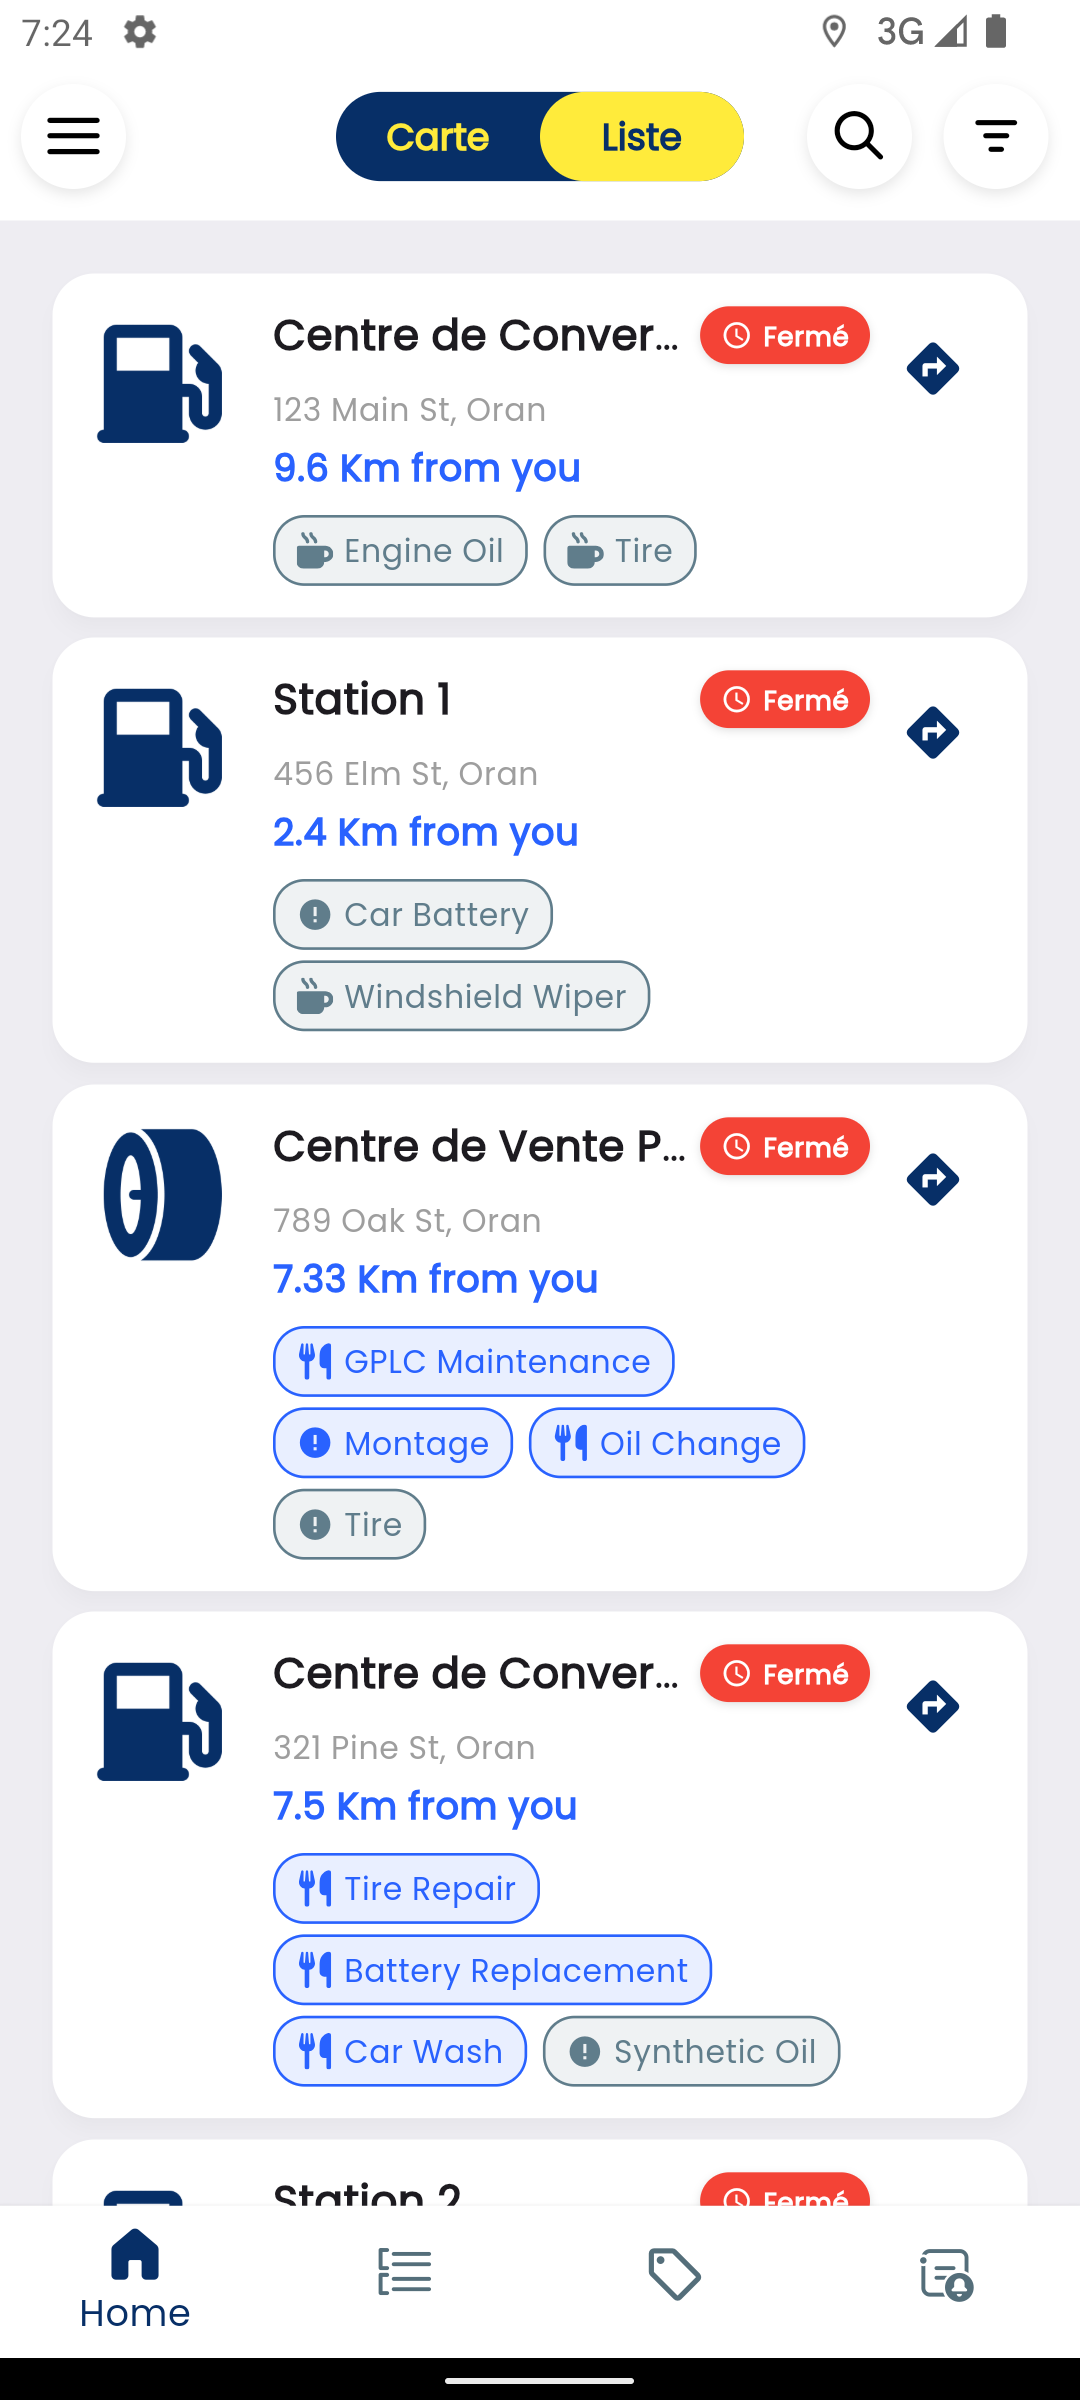 7:24
3G
Carte
Liste
Centre de Conver...
Fermé
123 Main St, Oran
9.6 Km from you
Engine Oil
Tire
Station 1
Fermé
456 Elm St, Oran
2.4 Km from you
Car Battery
Windshield Wiper
Centre de Vente P...
Fermé
789 Oak St, Oran
7.33 Km from you
GPLC Maintenance
Montage
Oil Change
Tire
Centre de Conver...
Fermé
321 Pine St, Oran
7.5 Km from you
Tire Repair
Battery Replacement
Car Wash
Synthetic Oil
Station 2
Fermé
Home